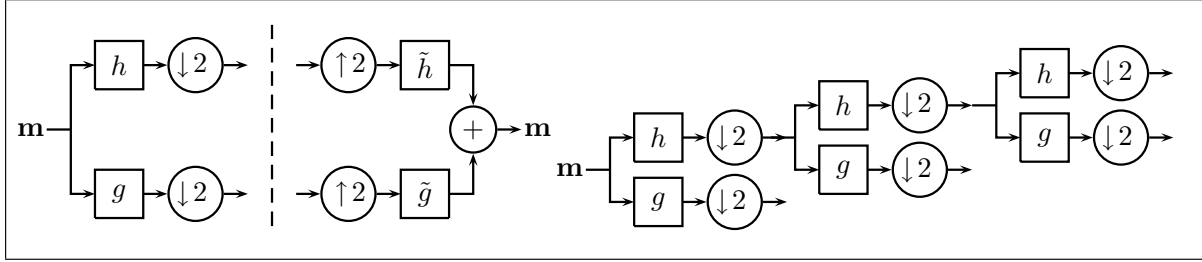 h ↓2 ↑2 h̃
m + m
g ↓2 ↑2 g̃
h ↓2
h ↓2 g ↓2
h ↓2
m g ↓2
g ↓2